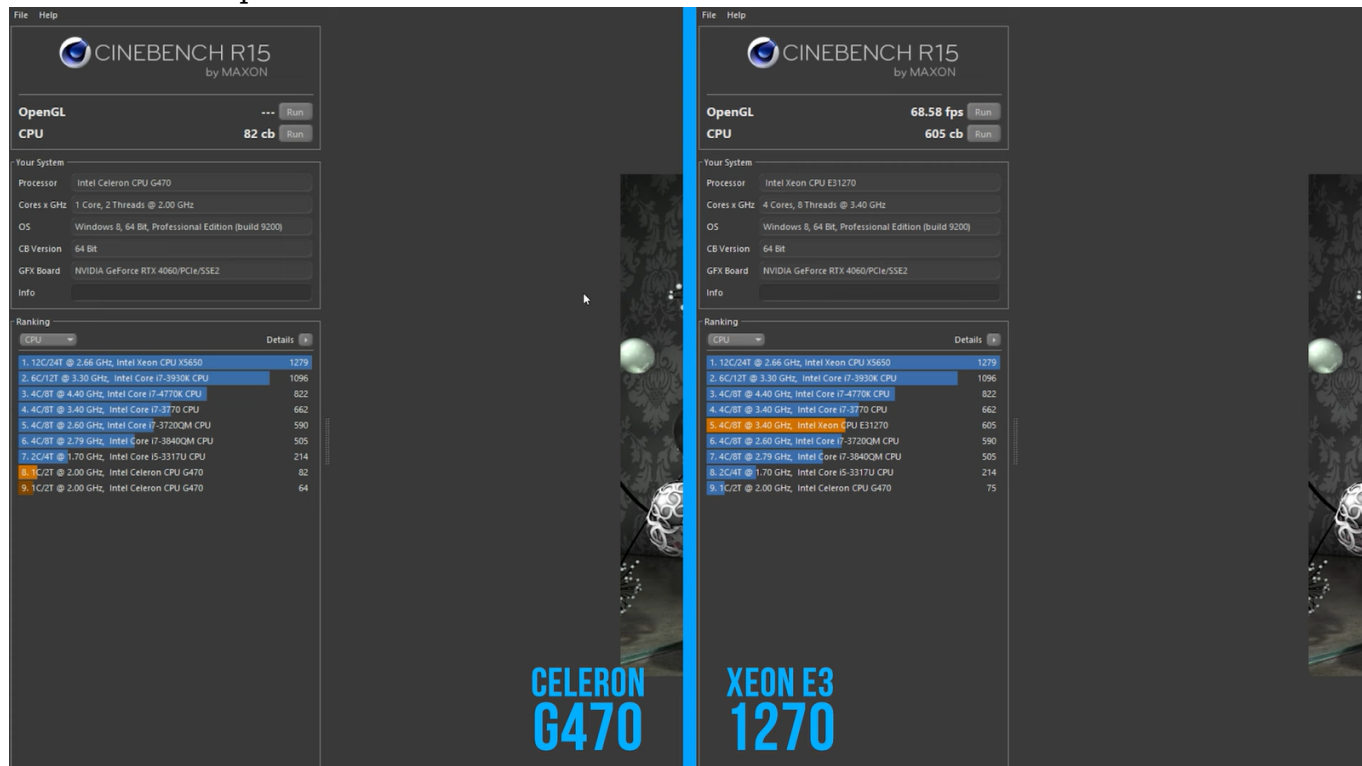 File Help
CINEBENCH R15
by MAXON
OpenGL --- Run
CPU 82 cb Run
Your System
Processor Intel Celeron CPU G470
Cores x GHz 1 Core, 2 Threads @ 2.00 GHz
OS Windows 8, 64 Bit, Professional Edition (build 9200)
CB Version 64 Bit
GFX Board NVIDIA GeForce RTX 4060/PCIe/SSE2
Info
Ranking
CPU Details
1. 12C/24T @ 2.66 GHz, Intel Xeon CPU X5650 1279
2. 6C/12T @ 3.30 GHz, Intel Core i7-3930K CPU 1096
3. 4C/8T @ 4.40 GHz, Intel Core i7-4770K CPU 822
4. 4C/8T @ 3.40 GHz, Intel Core i7-3770 CPU 662
5. 4C/8T @ 2.60 GHz, Intel Core i7-3720QM CPU 590
6. 4C/8T @ 2.79 GHz, Intel Core i7-3840QM CPU 505
7. 2C/4T @ 1.70 GHz, Intel Core i5-3317U CPU 214
8. 1C/2T @ 2.00 GHz, Intel Celeron CPU G470 82
9. 1C/2T @ 2.00 GHz, Intel Celeron CPU G470 64
CELERON
G470
File Help
CINEBENCH R15
by MAXON
OpenGL 68.58 fps Run
CPU 605 cb Run
Your System
Processor Intel Xeon CPU E31270
Cores x GHz 4 Cores, 8 Threads @ 3.40 GHz
OS Windows 8, 64 Bit, Professional Edition (build 9200)
CB Version 64 Bit
GFX Board NVIDIA GeForce RTX 4060/PCIe/SSE2
Info
Ranking
CPU Details
1. 12C/24T @ 2.66 GHz, Intel Xeon CPU X5650 1279
2. 6C/12T @ 3.30 GHz, Intel Core i7-3930K CPU 1096
3. 4C/8T @ 4.40 GHz, Intel Core i7-4770K CPU 822
4. 4C/8T @ 3.40 GHz, Intel Core i7-3770 CPU 662
5. 4C/8T @ 3.40 GHz, Intel Xeon CPU E31270 605
6. 4C/8T @ 2.60 GHz, Intel Core i7-3720QM CPU 590
7. 4C/8T @ 2.79 GHz, Intel Core i7-3840QM CPU 505
8. 2C/4T @ 1.70 GHz, Intel Core i5-3317U CPU 214
9. 1C/2T @ 2.00 GHz, Intel Celeron CPU G470 75
XEON E3
1270